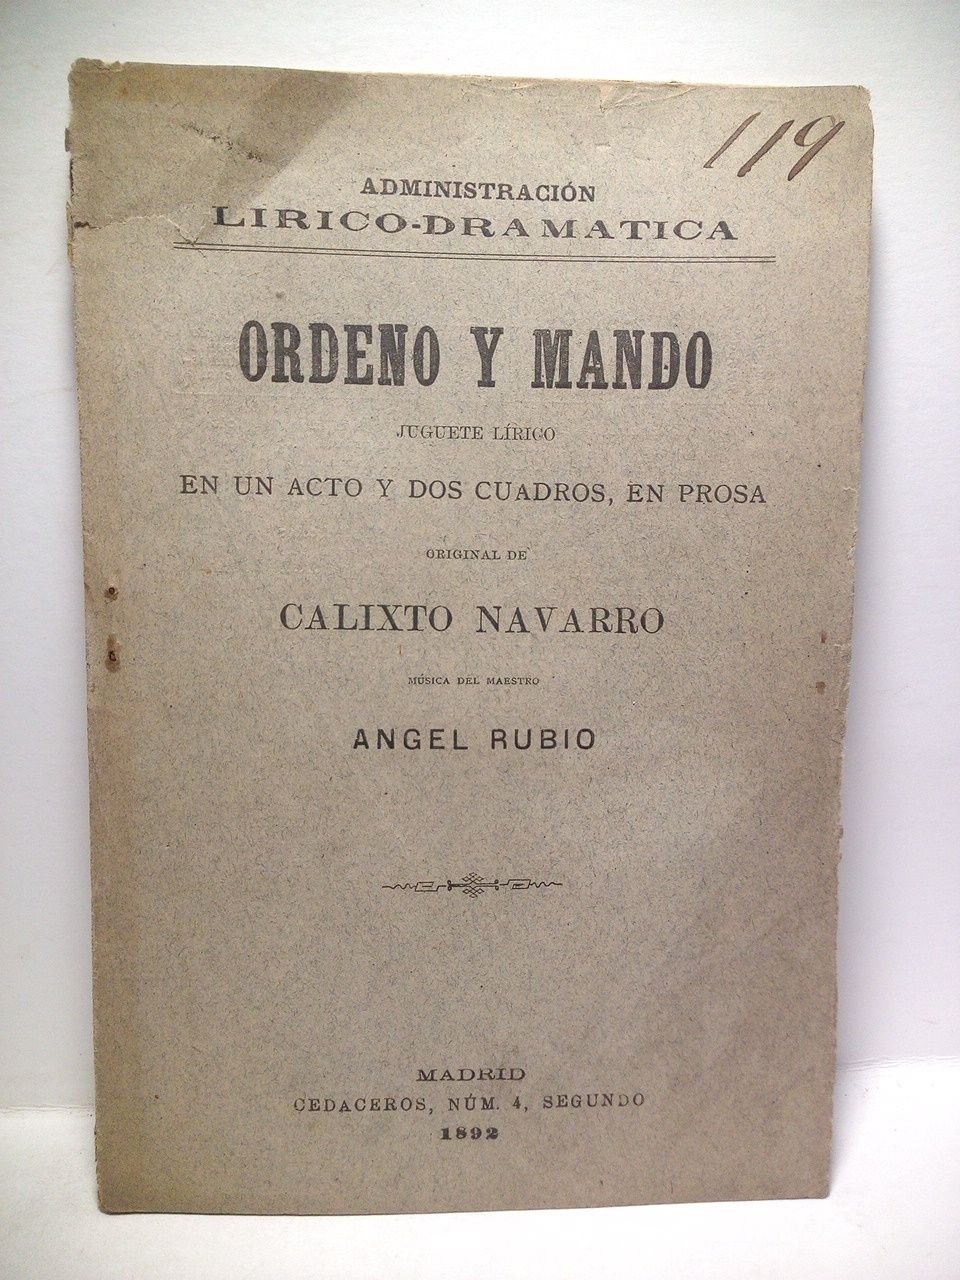 119
ADMINISTRACIÓN
LIRICO-DRAMATICA
ORDENO Y MANDO
JUGUETE LÍRICO
EN UN ACTO Y DOS CUADROS, EN PROSA
ORIGINAL DE
CALIXTO NAVARRO
MÚSICA DEL MAESTRO
ANGEL RUBIO
MADRID
CEDACEROS, NÚM. 4, SEGUNDO
1892